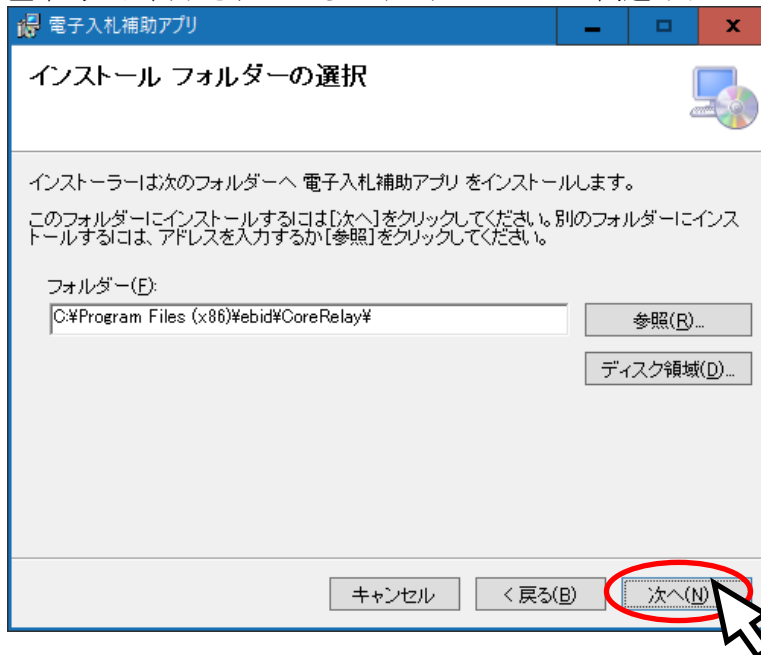 電子入札補助アプリ
インストール フォルダーの選択
インストーラーは次のフォルダーへ 電子入札補助アプリ をインストールします。
このフォルダーにインストールするには[次へ]をクリックしてください。別のフォルダーにインス
トールするには、アドレスを入力するか[参照]をクリックしてください。
フォルダー(F):
C:¥Program Files (x86)¥ebid¥CoreRelay¥
参照(R)...
ディスク領域(D)...
キャンセル
< 戻る(B)
次へ(N)